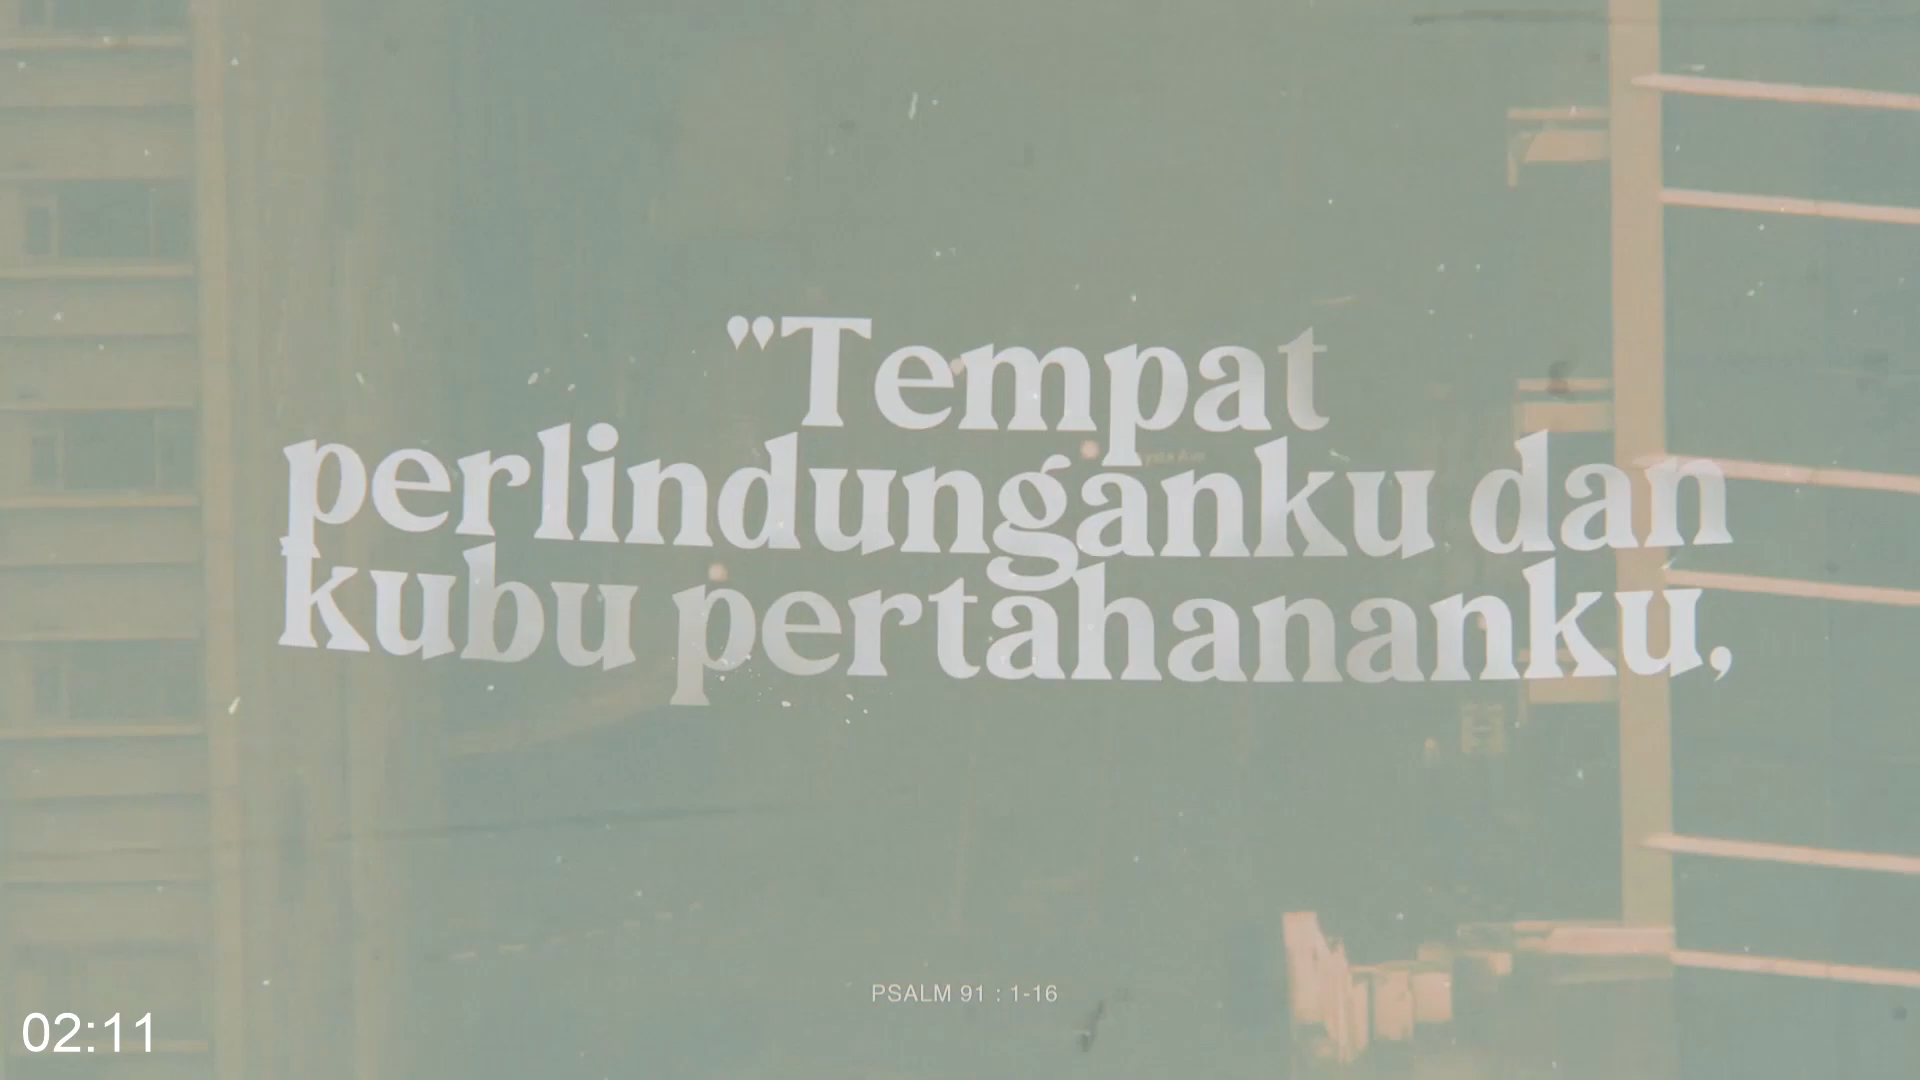 "Tempat
perlindunganku dan
kubu pertahananku,
PSALM 91 : 1-16
02:11